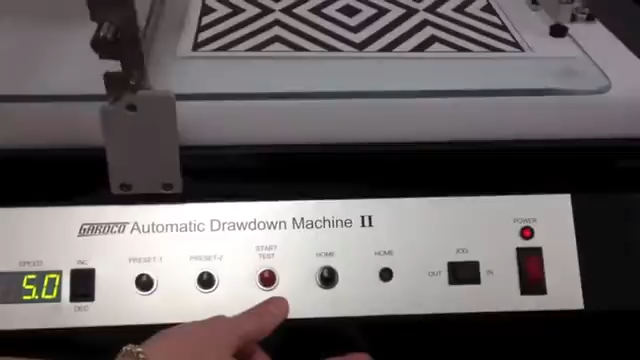 GARDCO Automatic Drawdown Machine II
POWER
SPEED INC PRESET-1 PRESET-2 START TEST HOME HOME JOG
5.0 OUT IN
DEC